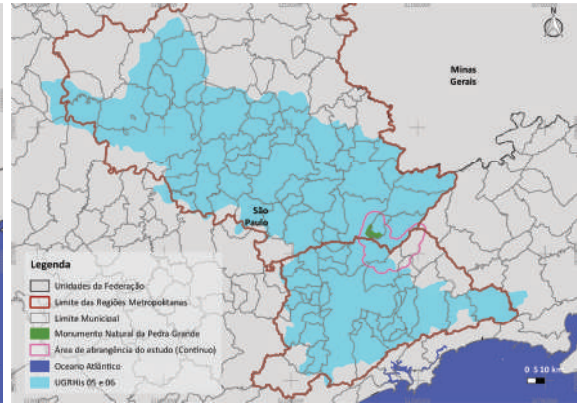 Minas
Gerais
São
Paulo
Legenda
Unidades da Federação
Limite das Regiões Metropolitanas
Limite Municipal
Monumento Natural da Pedra Grande
Área de abrangência do estudo (Contínuo)
Oceano Atlântico
UGRHIs 05 e 06
0 5 10 km